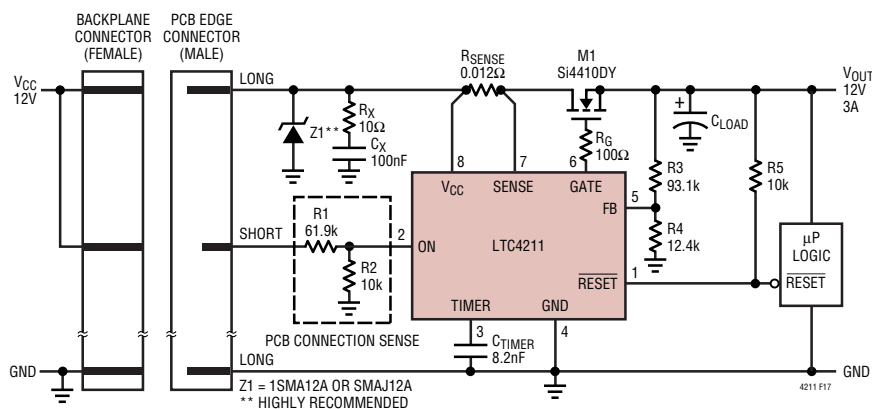 BACKPLANE
CONNECTOR
(FEMALE)
PCB EDGE
CONNECTOR
(MALE)
VCC
12V
LONG
Z1**
RX
10Ω
CX
100nF
RSENSE
0.012Ω
M1
Si4410DY
RG
100Ω
VOUT
12V
3A
+
CLOAD
R3
93.1k
R5
10k
8
7
6
VCC
SENSE
GATE
5
FB
R4
12.4k
SHORT
R1
61.9k
2
ON
LTC4211
R2
10k
PCB CONNECTION SENSE
RESET
1
µP
LOGIC
RESET
TIMER
GND
3
4
CTIMER
8.2nF
GND
LONG
GND
Z1 = 1SMA12A OR SMAJ12A
** HIGHLY RECOMMENDED
4211 F17